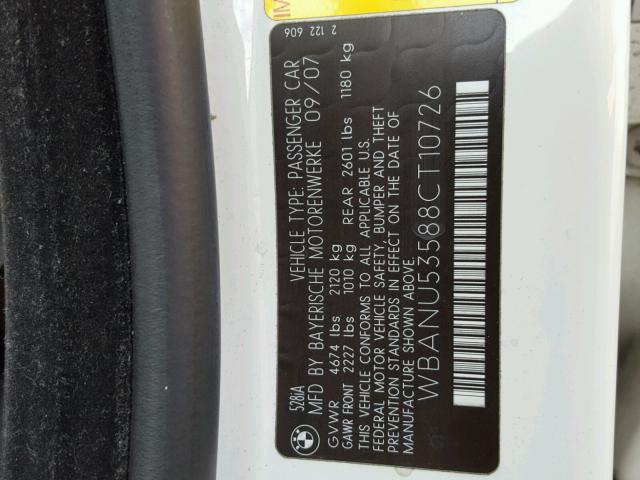 528iA VEHICLE TYPE: PASSENGER CAR
MFD BY BAYERISCHE MOTORENWERKE 09/07
GVWR 4674 lbs 2120 kg
GAWR FRONT 2227 lbs 1010 kg REAR 2601 lbs 1180 kg
THIS VEHICLE CONFORMS TO ALL APPLICABLE U.S.
FEDERAL MOTOR VEHICLE SAFETY, BUMPER AND THEFT
PREVENTION STANDARDS IN EFFECT ON THE DATE OF
MANUFACTURE SHOWN ABOVE.
WBANU53588CT10726
2 122 606
BMW
IM